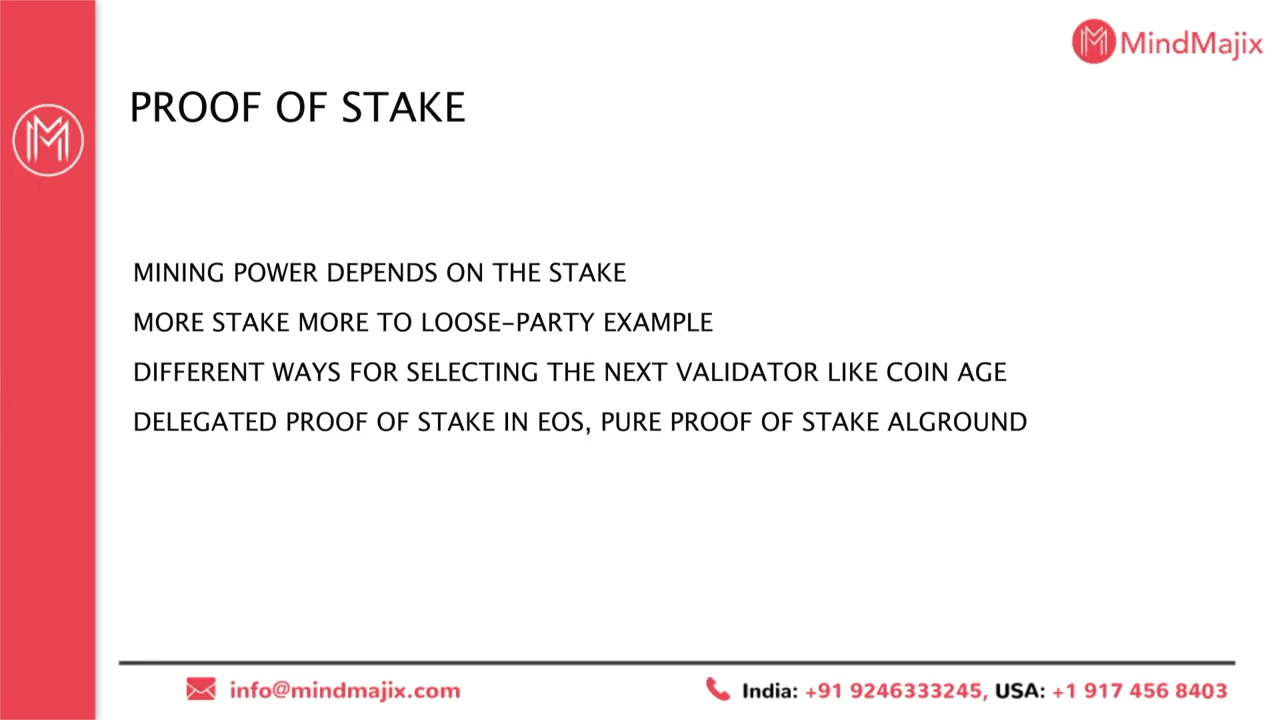 MindMajix
PROOF OF STAKE
MINING POWER DEPENDS ON THE STAKE
MORE STAKE MORE TO LOOSE–PARTY EXAMPLE
DIFFERENT WAYS FOR SELECTING THE NEXT VALIDATOR LIKE COIN AGE
DELEGATED PROOF OF STAKE IN EOS, PURE PROOF OF STAKE ALGROUND
info@mindmajix.com
India: +91 9246333245, USA: +1 917 456 8403